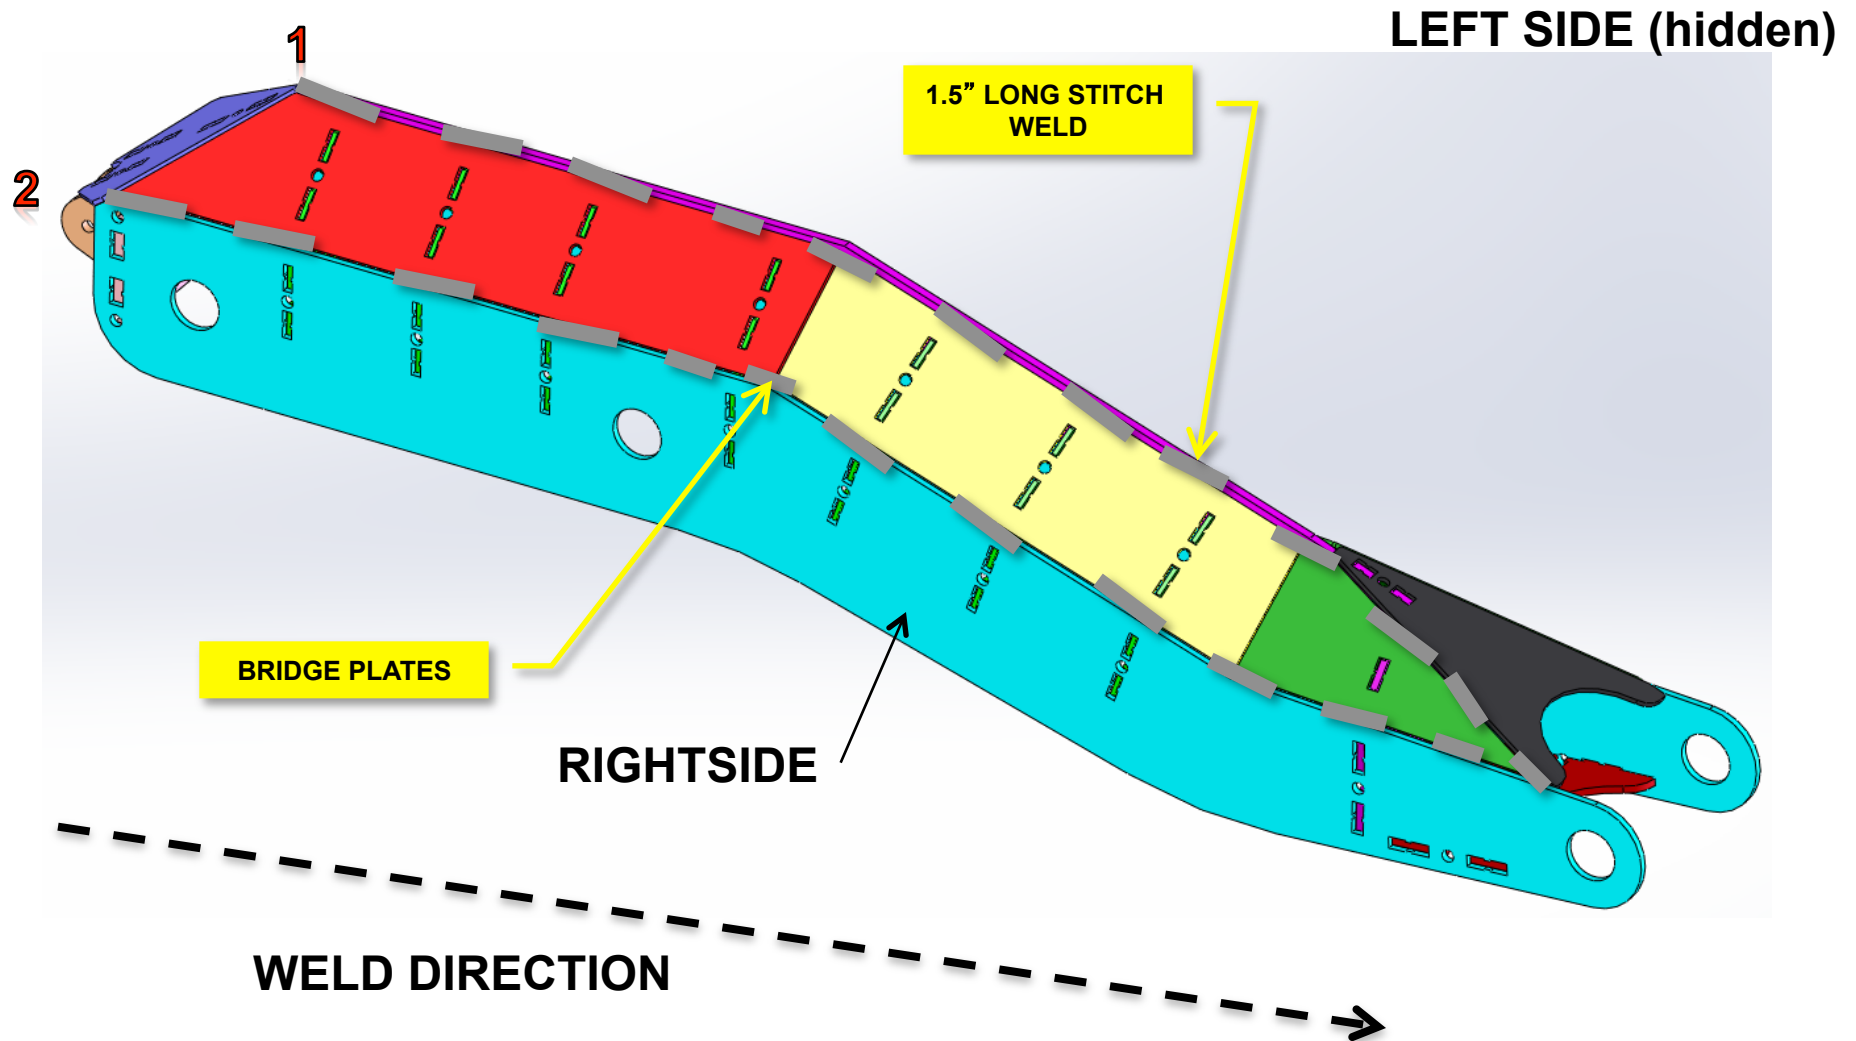 LEFT SIDE (hidden)
1
1.5” LONG STITCH
WELD
2
BRIDGE PLATES
RIGHTSIDE
WELD DIRECTION